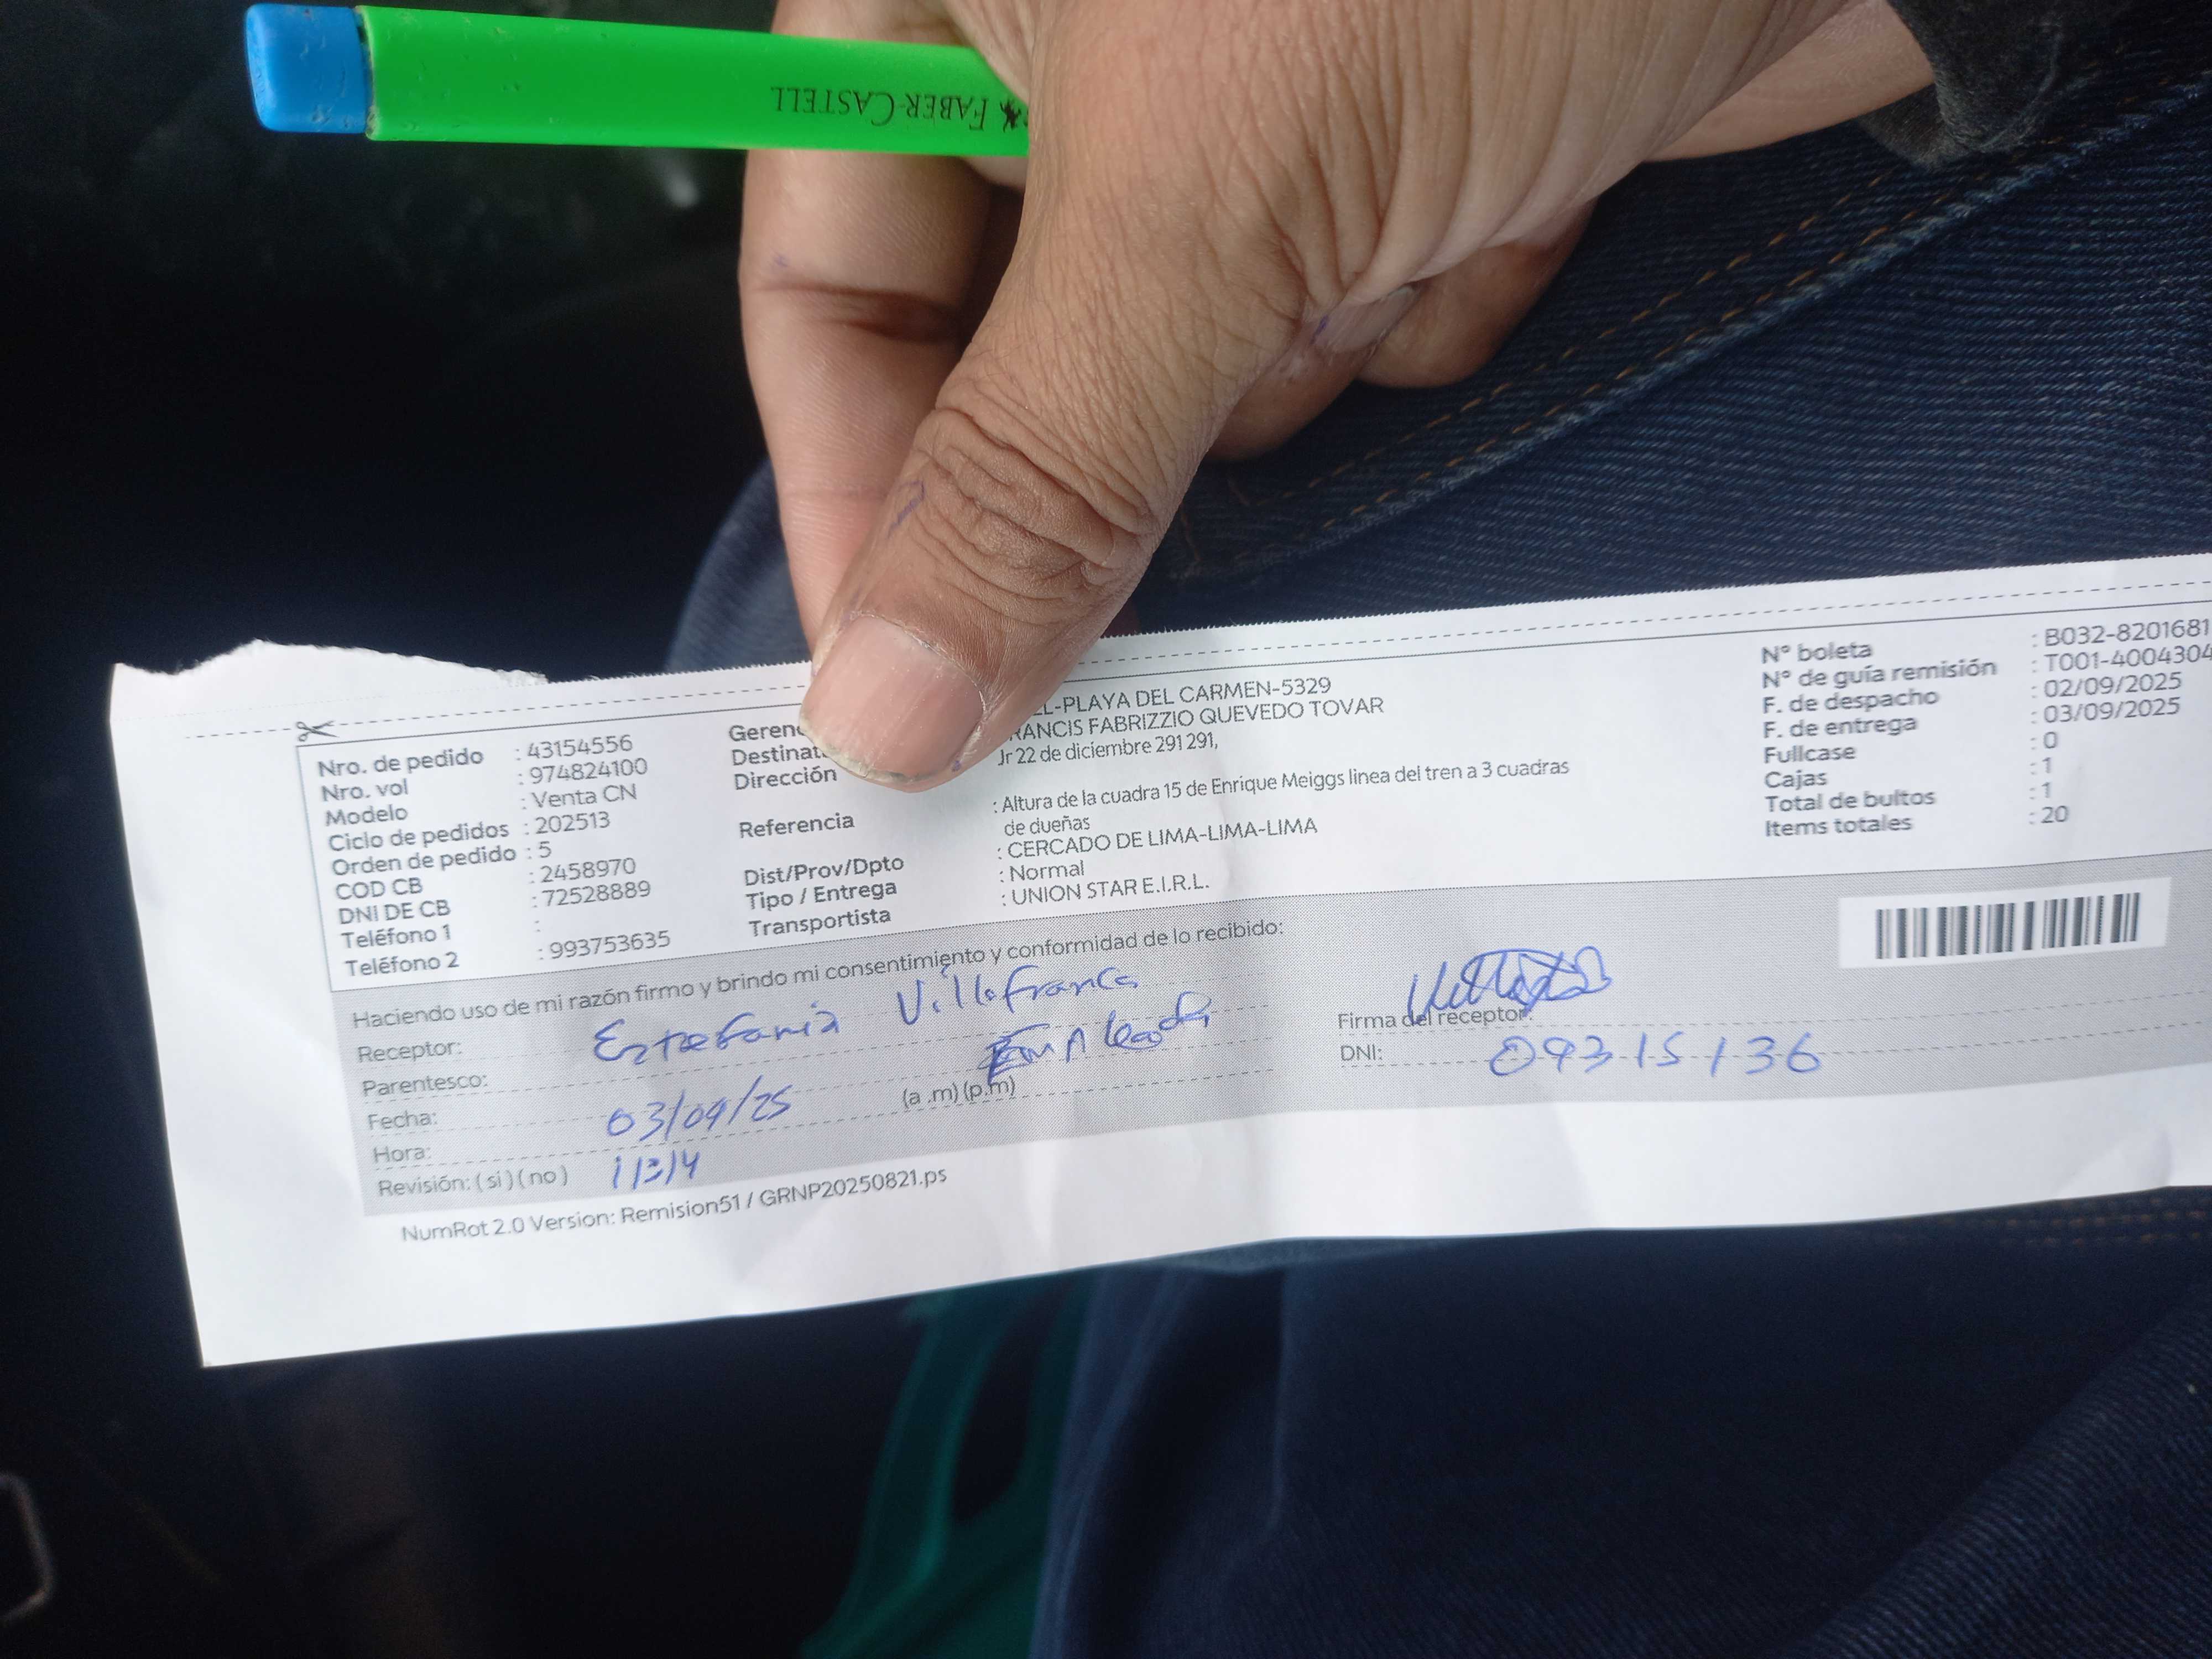 FABER-CASTELL
Nro. de pedido : 43154556
Nro. vol : 974824100
Modelo : Venta CN
Ciclo de pedidos : 202513
Orden de pedido : 5
COD CB : 2458970
DNI DE CB : 72528889
Teléfono 1 :
Teléfono 2 : 993753635
L-PLAYA DEL CARMEN-5329
RANCIS FABRIZZIO QUEVEDO TOVAR
Dirección Jr 22 de diciembre 291 291,
Referencia : Altura de la cuadra 15 de Enrique Meiggs linea del tren a 3 cuadras
de dueñas
Dist/Prov/Dpto : CERCADO DE LIMA-LIMA-LIMA
Tipo / Entrega : Normal
Transportista : UNION STAR E.I.R.L.
N° boleta : B032-8201681
N° de guía remisión : T001-4004304
F. de despacho : 02/09/2025
F. de entrega : 03/09/2025
Fullcase : 0
Cajas : 1
Total de bultos : 1
Items totales : 20
Haciendo uso de mi razón firmo y brindo mi consentimiento y conformidad de lo recibido:
Receptor: Estefania Villafranca
Parentesco: Empleada
Fecha: 03/09/25
Hora: (a .m) (p.m)
Revisión: ( si ) ( no )
Firma del receptor:
DNI: 09315136
NumRot 2.0 Version: Remision51 / GRNP20250821.ps